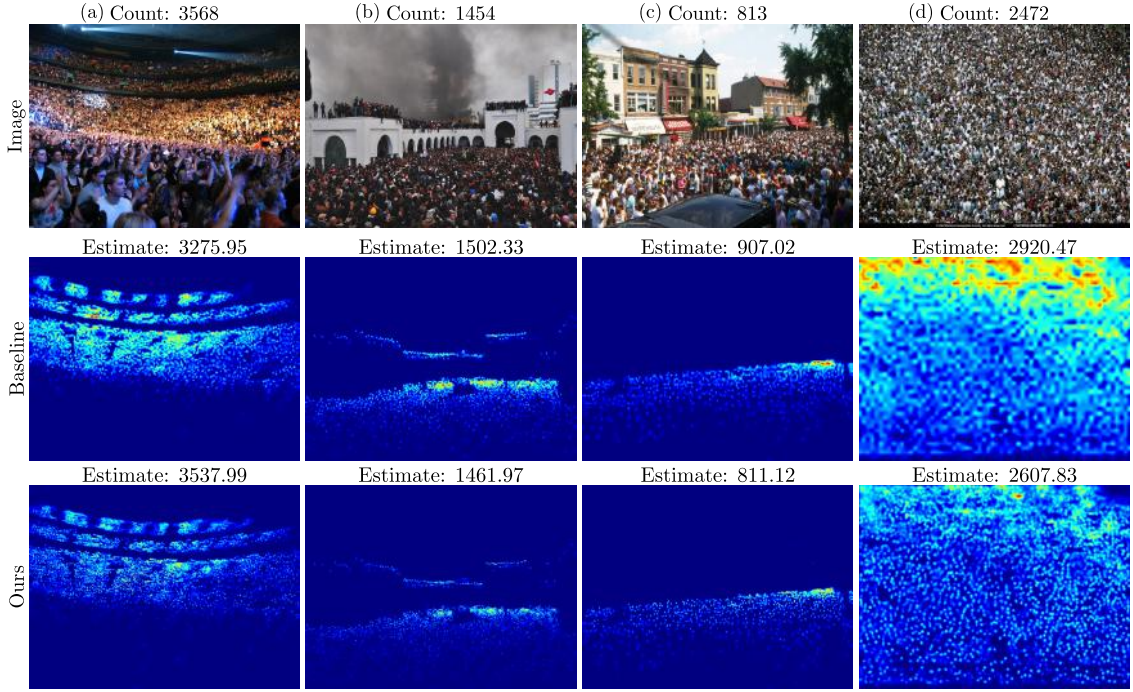 (a) Count: 3568
(b) Count: 1454
(c) Count: 813
(d) Count: 2472
Image
Estimate: 3275.95
Estimate: 1502.33
Estimate: 907.02
Estimate: 2920.47
Baseline
Estimate: 3537.99
Estimate: 1461.97
Estimate: 811.12
Estimate: 2607.83
Ours